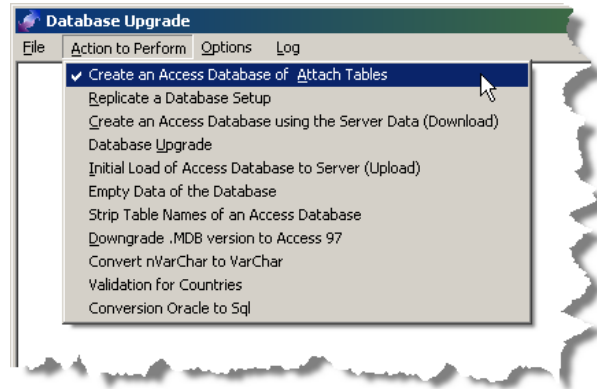 Database Upgrade
File Action to Perform Options Log
Create an Access Database of Attach Tables
Replicate a Database Setup
Create an Access Database using the Server Data (Download)
Database Upgrade
Initial Load of Access Database to Server (Upload)
Empty Data of the Database
Strip Table Names of an Access Database
Downgrade .MDB version to Access 97
Convert nVarChar to VarChar
Validation for Countries
Conversion Oracle to Sql